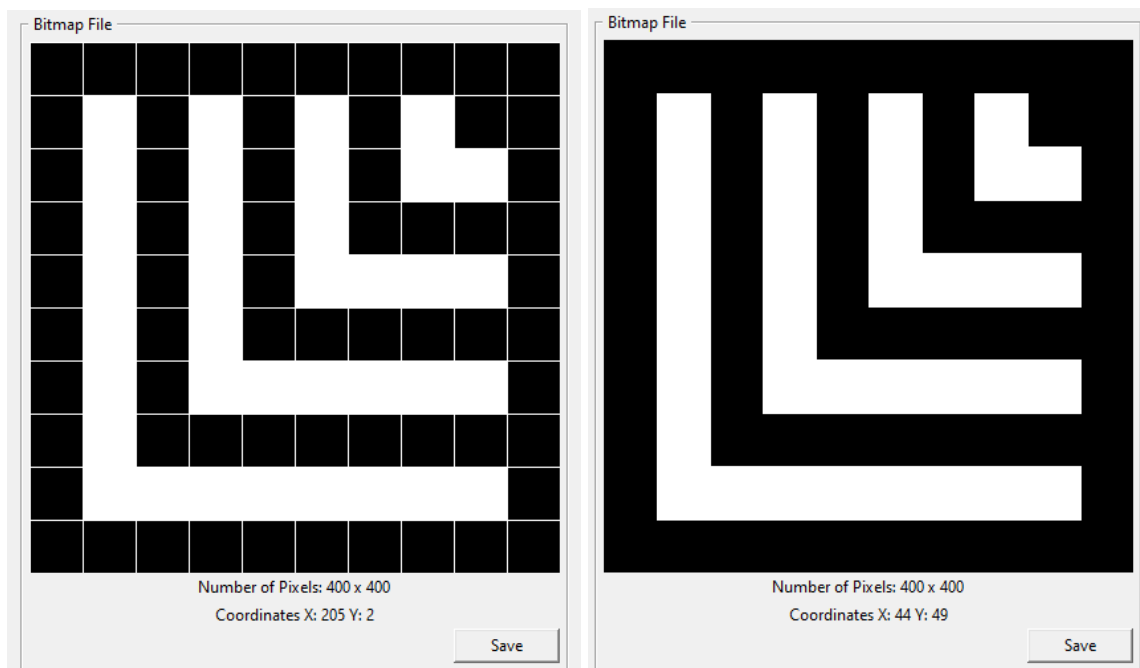 Bitmap File
Number of Pixels: 400 x 400
Coordinates X: 205 Y: 2
Save
Bitmap File
Number of Pixels: 400 x 400
Coordinates X: 44 Y: 49
Save